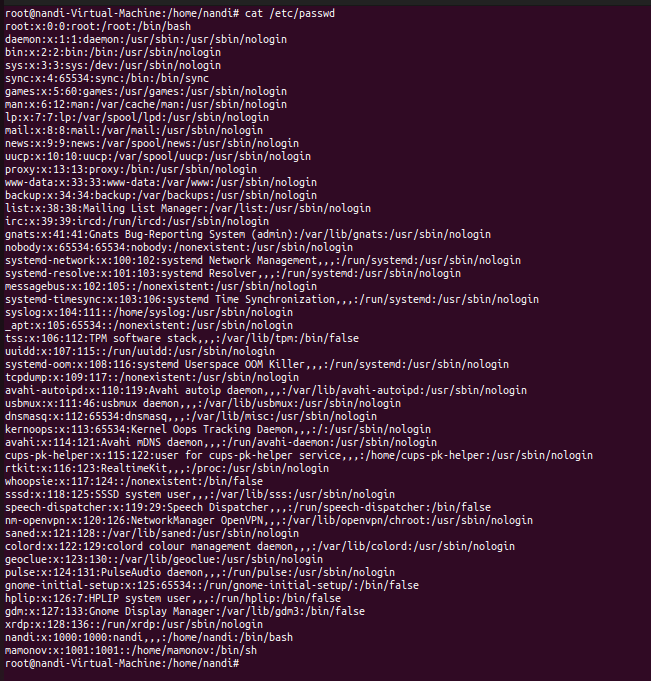 root@nandi-Virtual-Machine:/home/nandi# cat /etc/passwd
root:x:0:0:root:/root:/bin/bash
daemon:x:1:1:daemon:/usr/sbin:/usr/sbin/nologin
bin:x:2:2:bin:/bin:/usr/sbin/nologin
sys:x:3:3:sys:/dev:/usr/sbin/nologin
sync:x:4:65534:sync:/bin:/bin/sync
games:x:5:60:games:/usr/games:/usr/sbin/nologin
man:x:6:12:man:/var/cache/man:/usr/sbin/nologin
lp:x:7:7:lp:/var/spool/lpd:/usr/sbin/nologin
mail:x:8:8:mail:/var/mail:/usr/sbin/nologin
news:x:9:9:news:/var/spool/news:/usr/sbin/nologin
uucp:x:10:10:uucp:/var/spool/uucp:/usr/sbin/nologin
proxy:x:13:13:proxy:/bin:/usr/sbin/nologin
www-data:x:33:33:www-data:/var/www:/usr/sbin/nologin
backup:x:34:34:backup:/var/backups:/usr/sbin/nologin
list:x:38:38:Mailing List Manager:/var/list:/usr/sbin/nologin
irc:x:39:39:ircd:/run/ircd:/usr/sbin/nologin
gnats:x:41:41:Gnats Bug-Reporting System (admin):/var/lib/gnats:/usr/sbin/nologin
nobody:x:65534:65534:nobody:/nonexistent:/usr/sbin/nologin
systemd-network:x:100:102:systemd Network Management,,,:/run/systemd:/usr/sbin/nologin
systemd-resolve:x:101:103:systemd Resolver,,,:/run/systemd:/usr/sbin/nologin
messagebus:x:102:105::/nonexistent:/usr/sbin/nologin
systemd-timesync:x:103:106:systemd Time Synchronization,,,:/run/systemd:/usr/sbin/nologin
syslog:x:104:111::/home/syslog:/usr/sbin/nologin
_apt:x:105:65534::/nonexistent:/usr/sbin/nologin
tss:x:106:112:TPM software stack,,,:/var/lib/tpm:/bin/false
uuidd:x:107:115::/run/uuidd:/usr/sbin/nologin
systemd-oom:x:108:116:systemd Userspace OOM Killer,,,:/run/systemd:/usr/sbin/nologin
tcpdump:x:109:117::/nonexistent:/usr/sbin/nologin
avahi-autoipd:x:110:119:Avahi autoip daemon,,,:/var/lib/avahi-autoipd:/usr/sbin/nologin
usbmux:x:111:46:usbmux daemon,,,:/var/lib/usbmux:/usr/sbin/nologin
dnsmasq:x:112:65534:dnsmasq,,,:/var/lib/misc:/usr/sbin/nologin
kernoops:x:113:65534:Kernel Oops Tracking Daemon,,,:/:/usr/sbin/nologin
avahi:x:114:121:Avahi mDNS daemon,,,:/run/avahi-daemon:/usr/sbin/nologin
cups-pk-helper:x:115:122:user for cups-pk-helper service,,,:/home/cups-pk-helper:/usr/sbin/nologin
rtkit:x:116:123:RealtimeKit,,,:/proc:/usr/sbin/nologin
whoopsie:x:117:124::/nonexistent:/bin/false
sssd:x:118:125:SSSD system user,,,:/var/lib/sss:/usr/sbin/nologin
speech-dispatcher:x:119:29:Speech Dispatcher,,,:/run/speech-dispatcher:/bin/false
nm-openvpn:x:120:126:NetworkManager OpenVPN,,,:/var/lib/openvpn/chroot:/usr/sbin/nologin
saned:x:121:128::/var/lib/saned:/usr/sbin/nologin
colord:x:122:129:colord colour management daemon,,,:/var/lib/colord:/usr/sbin/nologin
geoclue:x:123:130::/var/lib/geoclue:/usr/sbin/nologin
pulse:x:124:131:PulseAudio daemon,,,:/run/pulse:/usr/sbin/nologin
gnome-initial-setup:x:125:65534::/run/gnome-initial-setup/:/bin/false
hplip:x:126:7:HPLIP system user,,,:/run/hplip:/bin/false
gdm:x:127:133:Gnome Display Manager:/var/lib/gdm3:/bin/false
xrdp:x:128:136::/run/xrdp:/usr/sbin/nologin
nandi:x:1000:1000:nandi,,,:/home/nandi:/bin/bash
mamonov:x:1001:1001::/home/mamonov:/bin/sh
root@nandi-Virtual-Machine:/home/nandi#